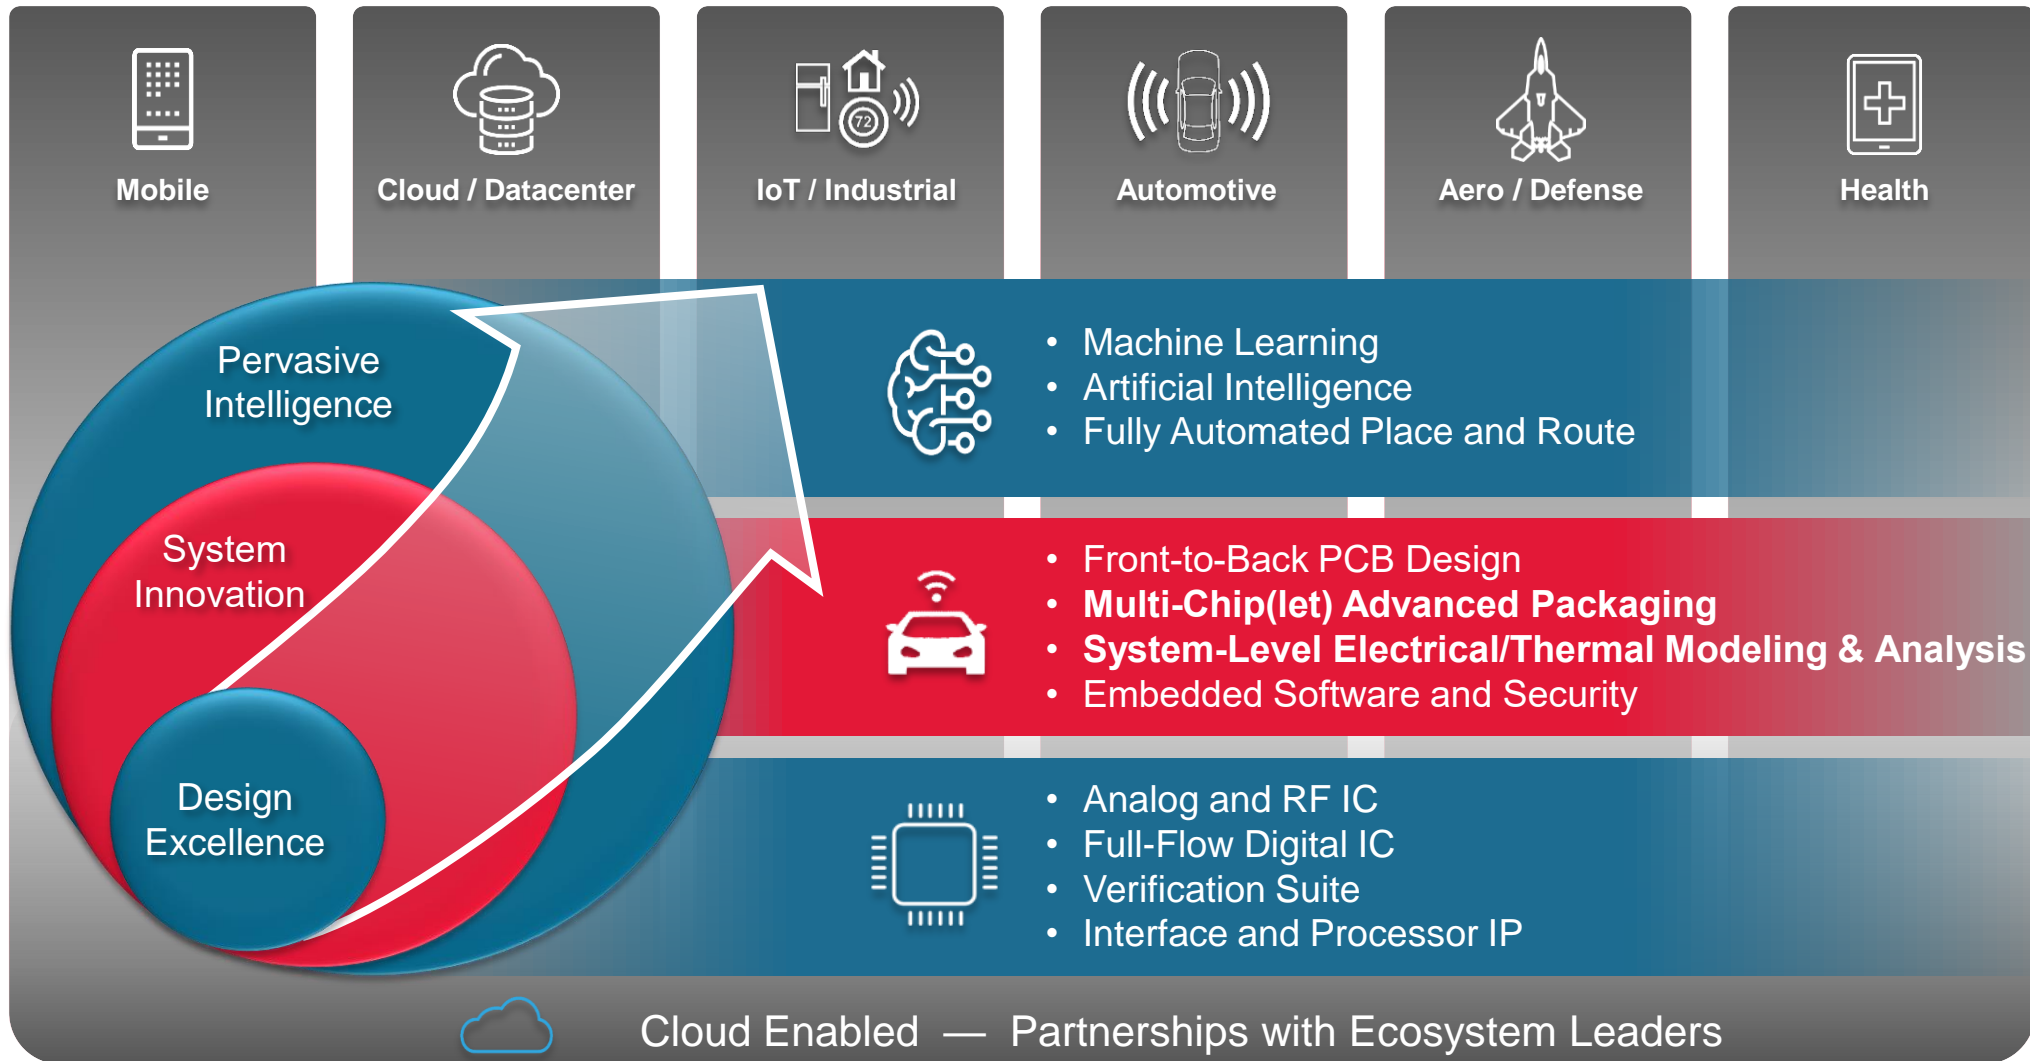 Mobile
Cloud / Datacenter
IoT / Industrial
72
Automotive
Aero / Defense
Health
Pervasive
Intelligence
• Machine Learning
• Artificial Intelligence
• Fully Automated Place and Route
System
Innovation
• Front-to-Back PCB Design
• Multi-Chip(let) Advanced Packaging
• System-Level Electrical/Thermal Modeling & Analysis
• Embedded Software and Security
Design
Excellence
• Analog and RF IC
• Full-Flow Digital IC
• Verification Suite
• Interface and Processor IP
Cloud Enabled — Partnerships with Ecosystem Leaders